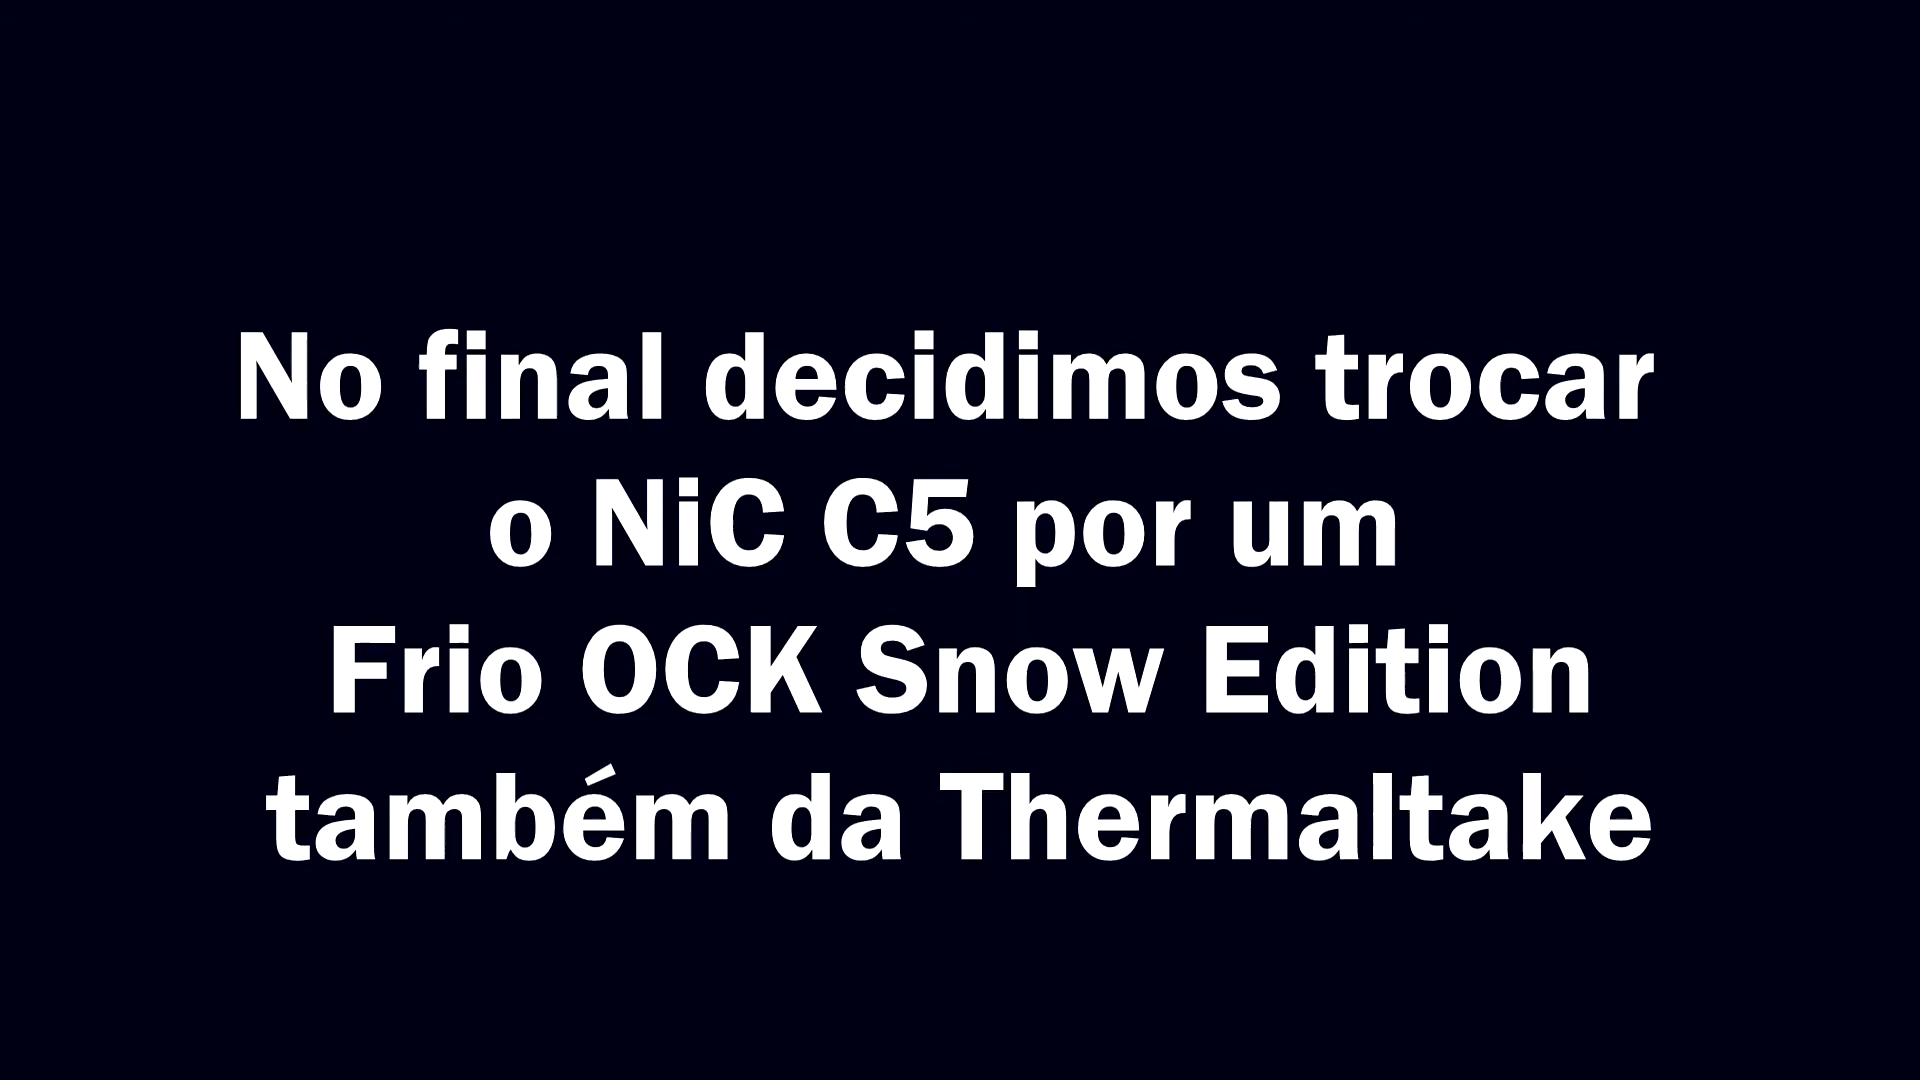 No final decidimos trocar
o NiC C5 por um
Frio OCK Snow Edition
também da Thermaltake